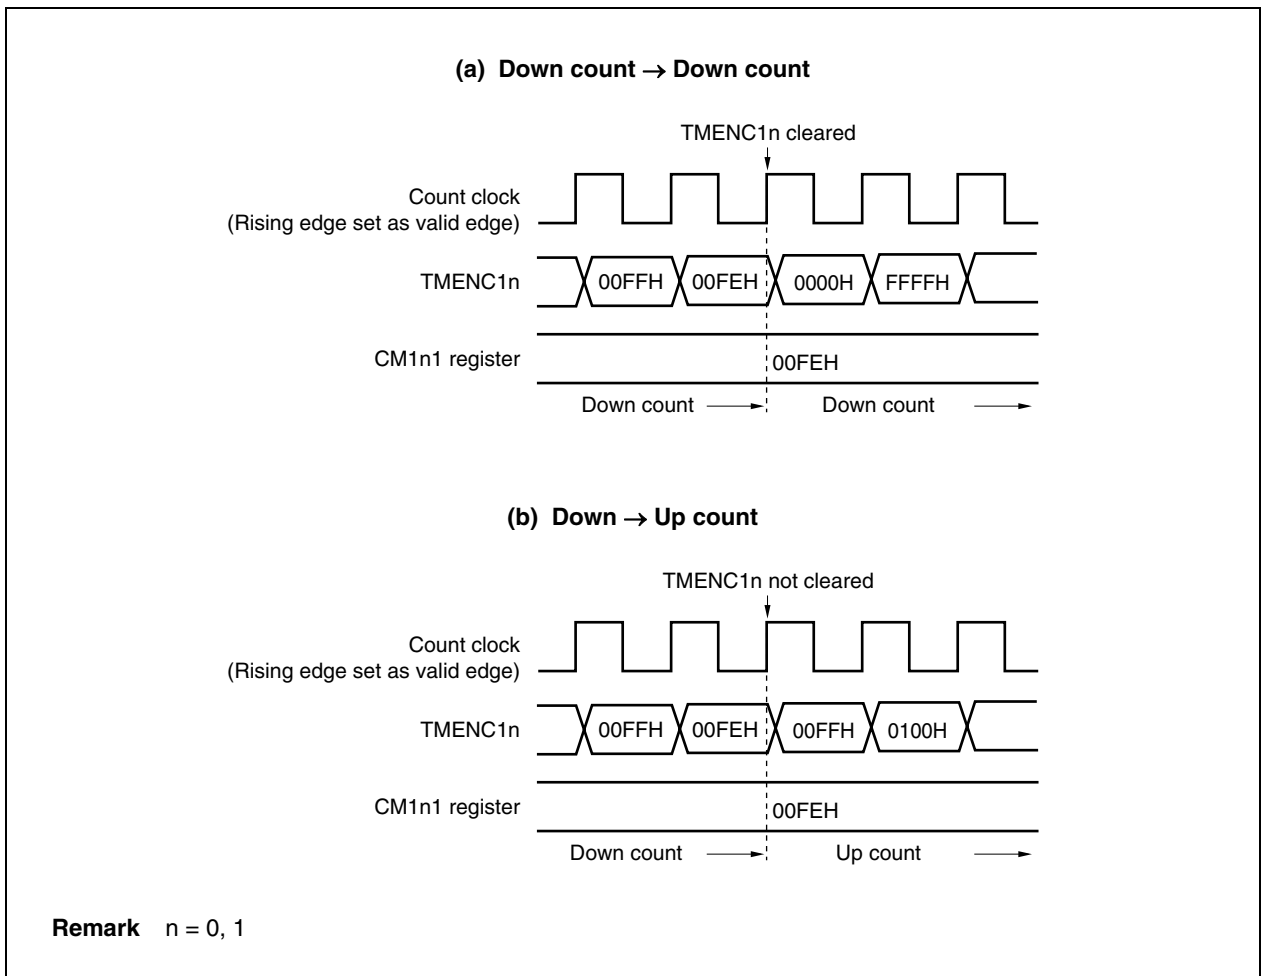 (a) Down count → Down count
TMENC1n cleared
Count clock
(Rising edge set as valid edge)
TMENC1n
00FFH 00FEH 0000H FFFFH
CM1n1 register
00FEH
Down count Down count
(b) Down → Up count
TMENC1n not cleared
Count clock
(Rising edge set as valid edge)
TMENC1n
00FFH 00FEH 00FFH 0100H
CM1n1 register
00FEH
Down count Up count
Remark n = 0, 1